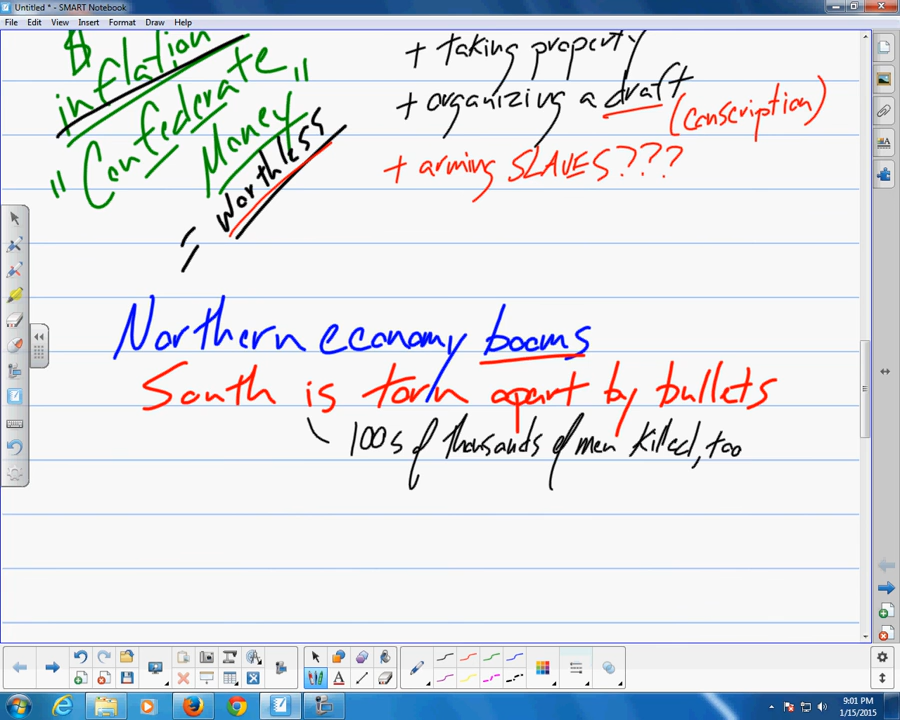 Untitled * - SMART Notebook
File Edit View Insert Format Draw Help
$
inflation
"Confederate"
Money
= Worthless
+ taking property
+ organizing a draft
(conscription)
+ arming SLAVES???
Northern economy booms
South is torn apart by bullets
100s of thousands of men killed, too
9:01 PM
1/15/2015